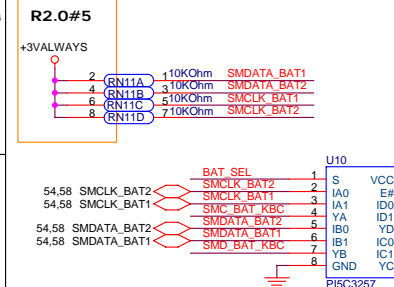 R2.0#5
+3VALWAYS
2 RN11A 1 10KOhm SMDATA_BAT1
4 RN11B 3 10KOhm SMDATA_BAT2
6 RN11C 5 10KOhm SMCLK_BAT1
8 RN11D 7 10KOhm SMCLK_BAT2
U10
BAT_SEL 1 S VCC
54,58 SMCLK_BAT2 SMCLK_BAT2 2 IA0 E#
54,58 SMCLK_BAT1 SMCLK_BAT1 3 IA1 ID0
SMC_BAT_KBC 4 YA ID1
54,58 SMDATA_BAT2 SMDATA_BAT2 5 IB0 YD
54,58 SMDATA_BAT1 SMDATA_BAT1 6 IB1 IC0
SMD_BAT_KBC 7 YB IC1
8 GND YC
PI5C3257